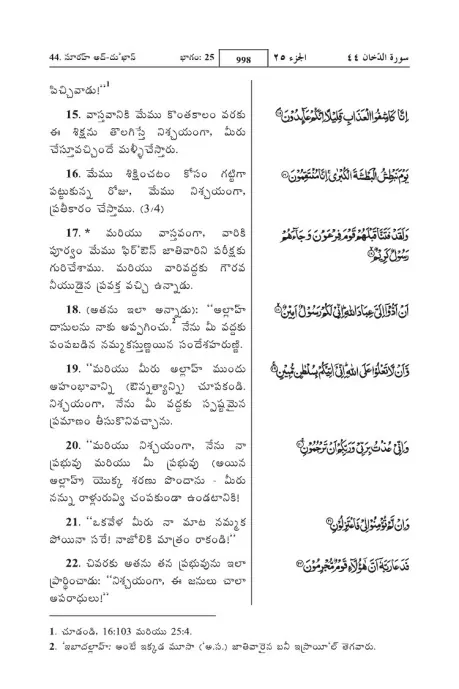 44. సూరహ్ అద్-దు'ఖాన్ భాగం: 25 998 الجزء ٢٥ سورة الدّخان ٤٤
పిచ్చివాడు!"1
15. వాస్తవానికి మేము కొంతకాలం వరకు
ఈ శిక్షను తొలగిస్తే నిశ్చయంగా, మీరు
చేస్తూవచ్చిందే మళ్ళీచేస్తారు.
إِنَّا كَاشِفُوا الْعَذَابِ قَلِيلًا إِنَّكُمْ عَائِدُونَ
16. మేము శిక్షించటం కోసం గట్టిగా
పట్టుకున్న రోజు, మేము నిశ్చయంగా,
ప్రతీకారం చేస్తాము. (3/4)
يَوْمَ نَبْطِشُ الْبَطْشَةَ الْكُبْرَىٰ إِنَّا مُنْتَقِمُونَ
17. * మరియు వాస్తవంగా, వారికి
పూర్వం మేము ఫిర్'ఔన్ జాతివారిని పరీక్షకు
గురిచేశాము. మరియు వారివద్దకు గౌరవ
నీయుడైన ప్రవక్త వచ్చి ఉన్నాడు.
وَلَقَدْ فَتَنَّا قَبْلَهُمْ قَوْمَ فِرْعَوْنَ وَجَاءَهُمْ
رَسُولٌ كَرِيمٌ
18. (అతను ఇలా అన్నాడు): "అల్లాహ్
దాసులను నాకు అప్పగించు.2 నేను మీ వద్దకు
పంపబడిన నమ్మకస్తుణ్ణయిన సందేశహరుణ్ణి.
أَنْ أَدُّوا إِلَيَّ عِبَادَ اللَّهِ إِنِّي لَكُمْ رَسُولٌ أَمِينٌ
19. "మరియు మీరు అల్లాహ్ ముందు
అహంభావాన్ని (ఔన్నత్యాన్ని) చూపకండి.
నిశ్చయంగా, నేను మీ వద్దకు స్పష్టమైన
ప్రమాణం తీసుకొనివచ్చాను.
وَأَنْ لَا تَعْلُوا عَلَى اللَّهِ إِنِّي آتِيكُمْ بِسُلْطَانٍ مُبِينٍ
20. "మరియు నిశ్చయంగా, నేను నా
ప్రభువు మరియు మీ ప్రభువు (అయిన
అల్లాహ్) యొక్క శరణు పొందాను - మీరు
నన్ను రాళ్లురువ్వి చంపకుండా ఉండటానికి!
وَإِنِّي عُذْتُ بِرَبِّي وَرَبِّكُمْ أَنْ تَرْجُمُونِ
21. "ఒకవేళ మీరు నా మాట నమ్మక
పోయినా సరే! నాజోలికి మాత్రం రాకండి!"
وَإِنْ لَمْ تُؤْمِنُوا لِي فَاعْتَزِلُونِ
22. చివరకు అతను తన ప్రభువును ఇలా
ప్రార్థించాడు: "నిశ్చయంగా, ఈ జనులు చాలా
అపరాధులు!"
فَدَعَا رَبَّهُ أَنَّ هَٰؤُلَاءِ قَوْمٌ مُجْرِمُونَ
1. చూడండి, 16:103 మరియు 25:4.
2. 'ఇబాదల్లాహ్: అంటే ఇక్కడ మూసా ('అ.స.) జాతివారైన బనీ ఇస్రాయీ'ల్ తెగవారు.